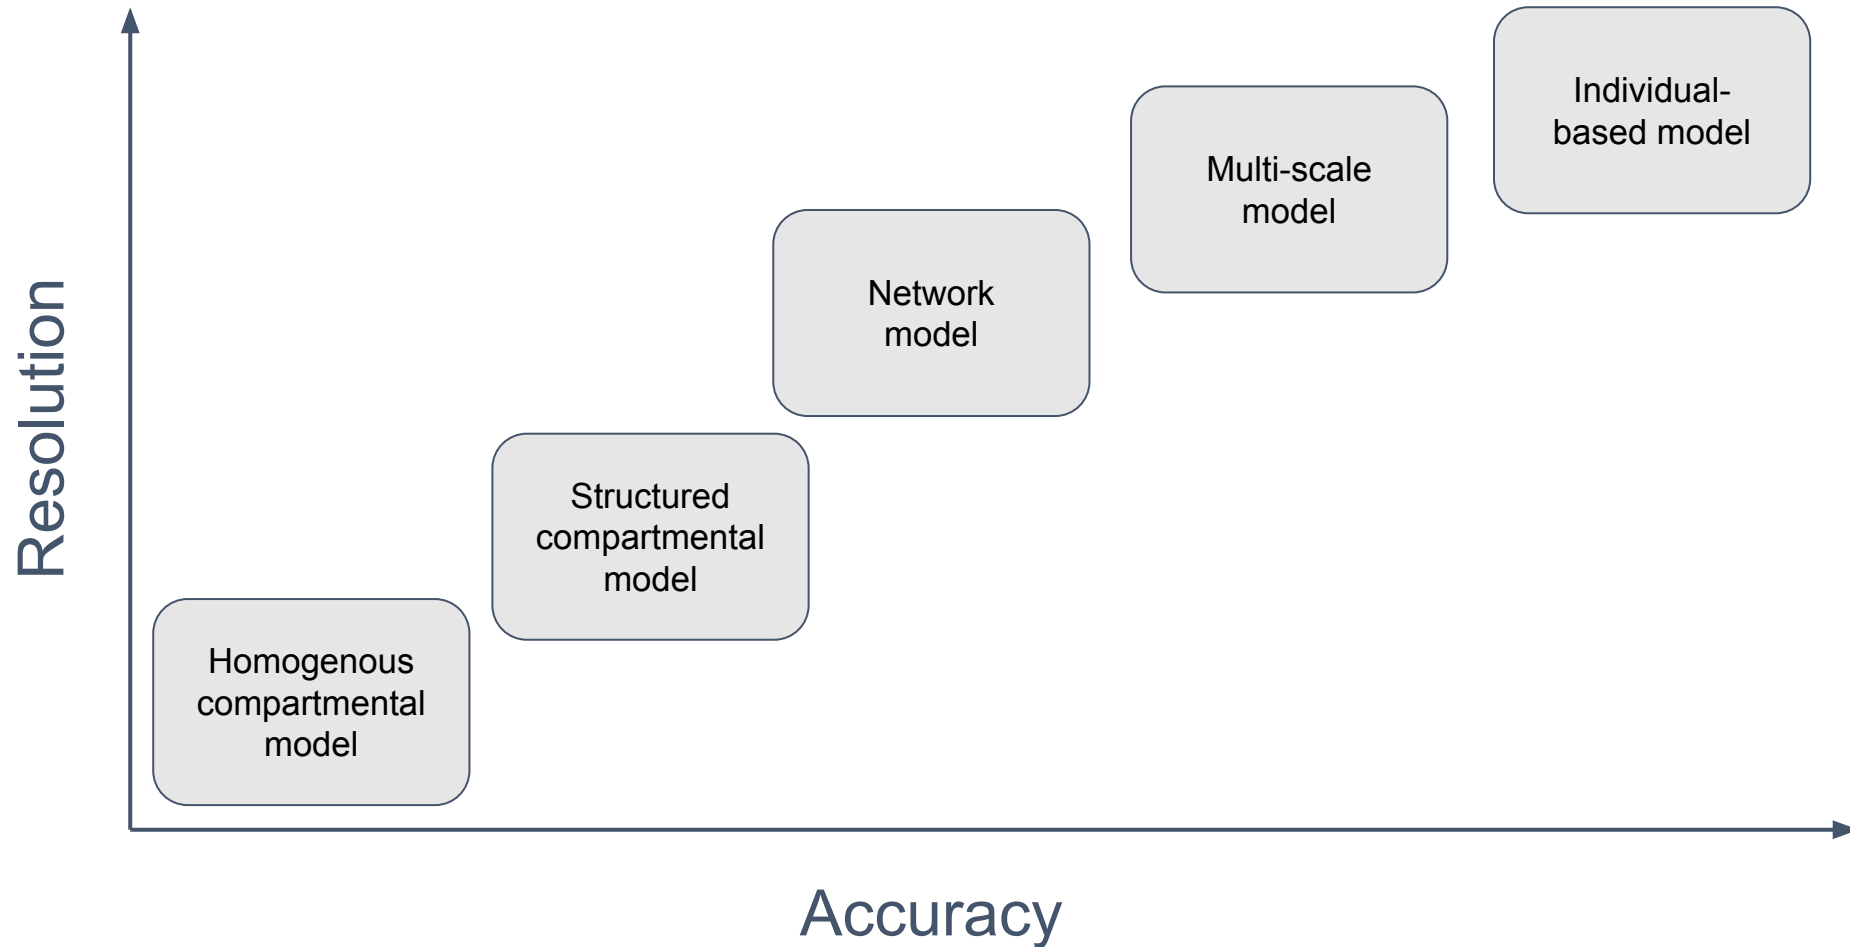 Individual-
based model
Multi-scale
model
Network
model
Structured
compartmental
model
Homogenous
compartmental
model
Resolution
Accuracy